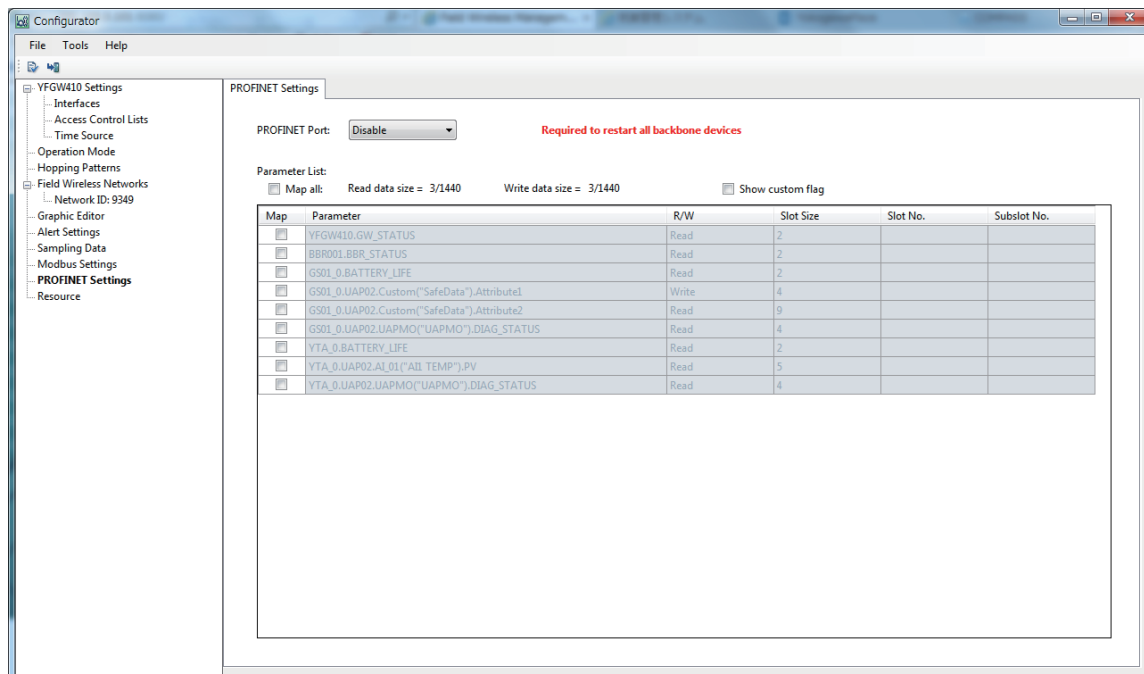 Configurator
File Tools Help
YFGW410 Settings
Interfaces
Access Control Lists
Time Source
Operation Mode
Hopping Patterns
Field Wireless Networks
Network ID: 9349
Graphic Editor
Alert Settings
Sampling Data
Modbus Settings
PROFINET Settings
Resource
PROFINET Settings
PROFINET Port: Disable Required to restart all backbone devices
Parameter List:
Map all: Read data size = 3/1440 Write data size = 3/1440 Show custom flag
Map Parameter R/W Slot Size Slot No. Subslot No.
YFGW410.GW_STATUS Read 2
BBR001.BBR_STATUS Read 2
GS01_0.BATTERY_LIFE Read 2
GS01_0.UAP02.Custom("SafeData").Attribute1 Write 4
GS01_0.UAP02.Custom("SafeData").Attribute2 Read 9
GS01_0.UAP02.UAPMO("UAPMO").DIAG_STATUS Read 4
YTA_0.BATTERY_LIFE Read 2
YTA_0.UAP02.AI_01("AI1 TEMP").PV Read 5
YTA_0.UAP02.UAPMO("UAPMO").DIAG_STATUS Read 4